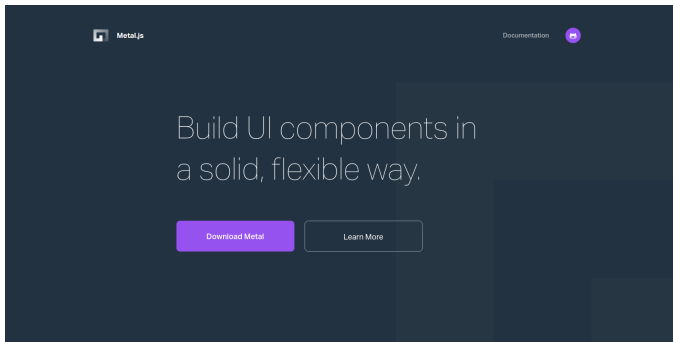 Metal.js
Documentation
Build UI components in
a solid, flexible way.
Download Metal
Learn More